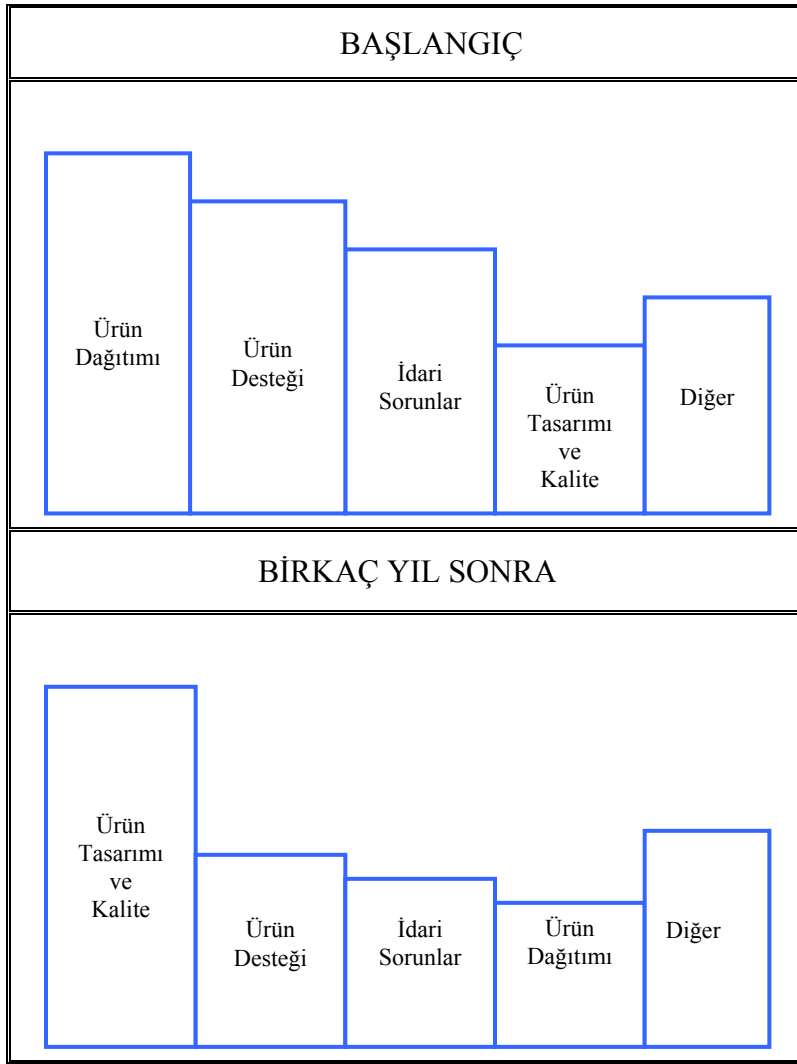 BAŞLANGIÇ
Ürün
Dağıtımı
Ürün
Desteği
İdari
Sorunlar
Ürün
Tasarımı
ve
Kalite
Diğer
BİRKAÇ YIL SONRA
Ürün
Tasarımı
ve
Kalite
Ürün
Desteği
İdari
Sorunlar
Ürün
Dağıtımı
Diğer